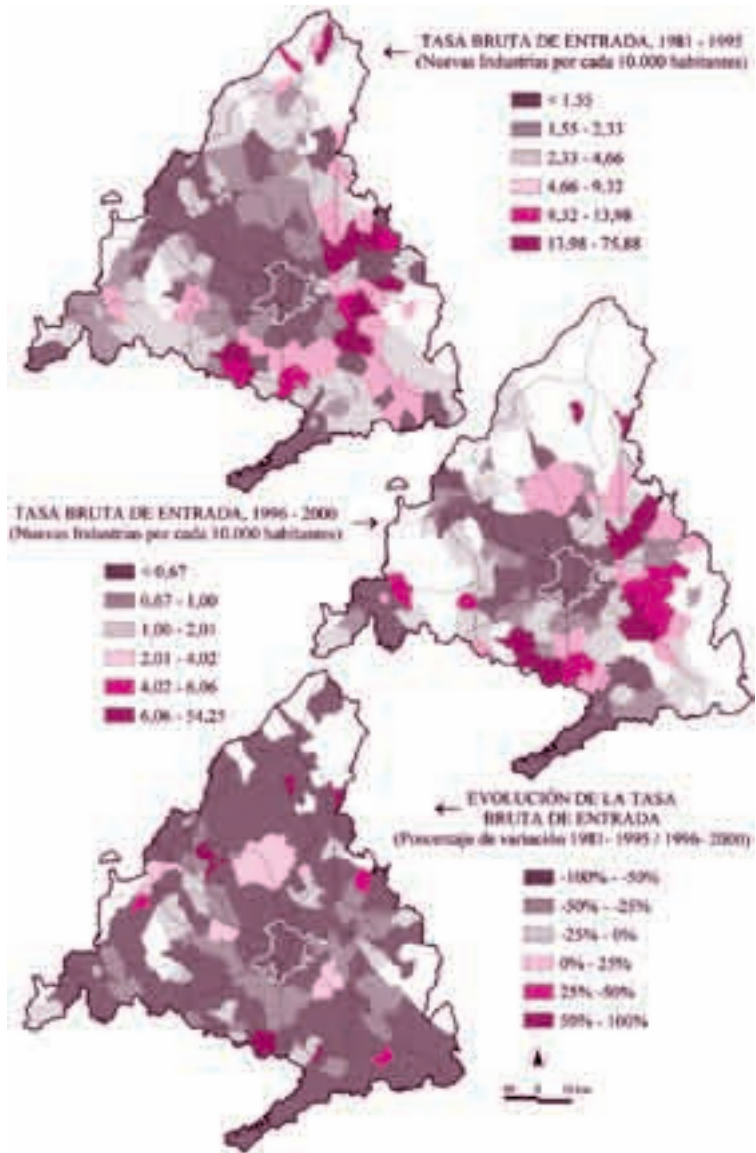 TASA BRUTA DE ENTRADA, 1981 - 1995
(Nuevas Industrias por cada 10.000 habitantes)
< 1,55
1,55 - 2,33
2,33 - 4,66
4,66 - 9,32
9,32 - 13,98
13,98 - 75,88
TASA BRUTA DE ENTRADA, 1996 - 2000
(Nuevas Industrias por cada 10.000 habitantes)
< 0,67
0,67 - 1,00
1,00 - 2,01
2,01 - 4,02
4,02 - 6,06
6,06 - 54,25
EVOLUCIÓN DE LA TASA
BRUTA DE ENTRADA
(Porcentaje de variación 1981- 1995 / 1996- 2000)
-100% - -50%
-50% - -25%
-25% - 0%
0% - 25%
25% -50%
50% - 100%
0 10 km